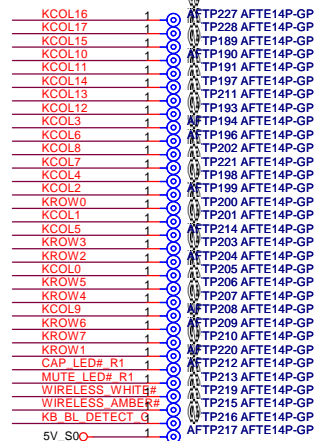 KCOL16 1 AFTP227 AFTE14P-GP
KCOL17 1 AFTP228 AFTE14P-GP
KCOL15 1 AFTP189 AFTE14P-GP
KCOL10 1 AFTP190 AFTE14P-GP
KCOL11 1 AFTP191 AFTE14P-GP
KCOL14 1 AFTP197 AFTE14P-GP
KCOL13 1 AFTP211 AFTE14P-GP
KCOL12 1 AFTP193 AFTE14P-GP
KCOL3 1 AFTP194 AFTE14P-GP
KCOL6 1 AFTP196 AFTE14P-GP
KCOL8 1 AFTP202 AFTE14P-GP
KCOL7 1 AFTP221 AFTE14P-GP
KCOL4 1 AFTP198 AFTE14P-GP
KCOL2 1 AFTP199 AFTE14P-GP
KROW0 1 AFTP200 AFTE14P-GP
KCOL1 1 AFTP201 AFTE14P-GP
KCOL5 1 AFTP214 AFTE14P-GP
KROW3 1 AFTP203 AFTE14P-GP
KROW2 1 AFTP204 AFTE14P-GP
KCOL0 1 AFTP205 AFTE14P-GP
KROW5 1 AFTP206 AFTE14P-GP
KROW4 1 AFTP207 AFTE14P-GP
KCOL9 1 AFTP208 AFTE14P-GP
KROW6 1 AFTP209 AFTE14P-GP
KROW7 1 AFTP210 AFTE14P-GP
KROW1 1 AFTP220 AFTE14P-GP
CAP_LED#_R1 1 AFTP212 AFTE14P-GP
MUTE_LED#_R1 1 AFTP213 AFTE14P-GP
WIRELESS_WHITE# 1 AFTP219 AFTE14P-GP
WIRELESS_AMBER# 1 AFTP215 AFTE14P-GP
KB_BL_DETECT_C 1 AFTP216 AFTE14P-GP
5V_S0 1 AFTP217 AFTE14P-GP